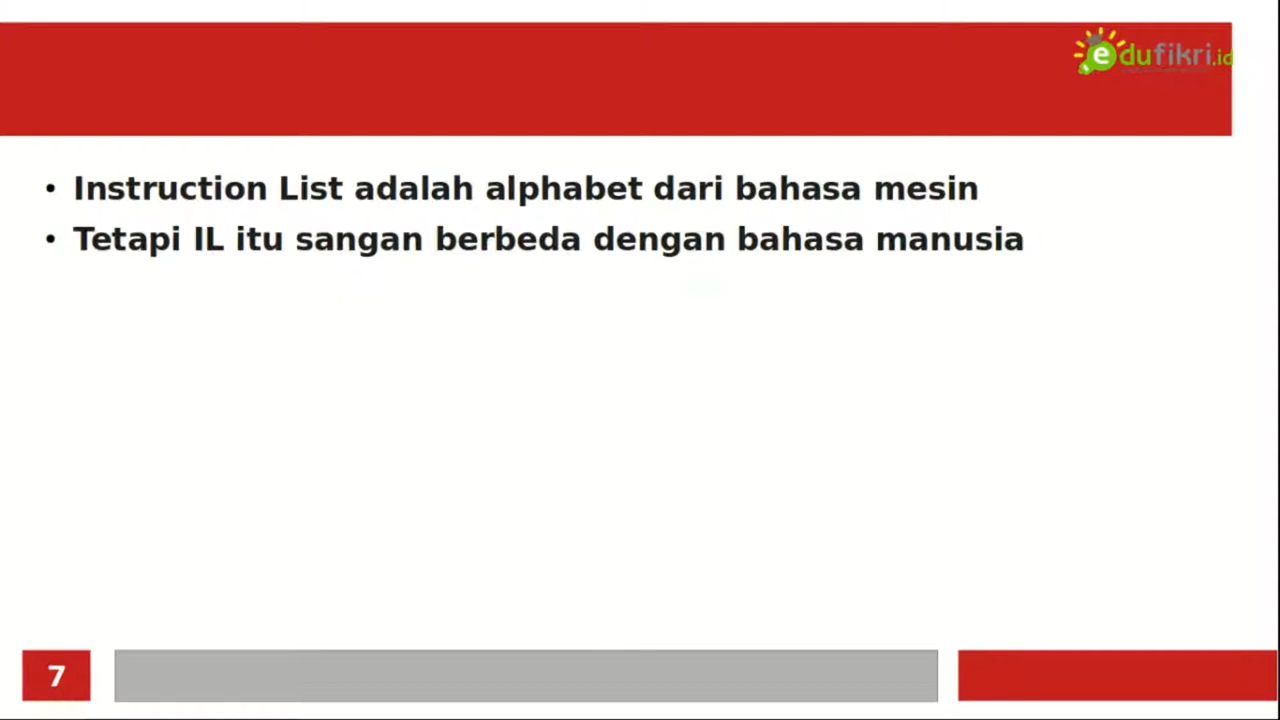 edufikri.id
• Instruction List adalah alphabet dari bahasa mesin
• Tetapi IL itu sangan berbeda dengan bahasa manusia
7